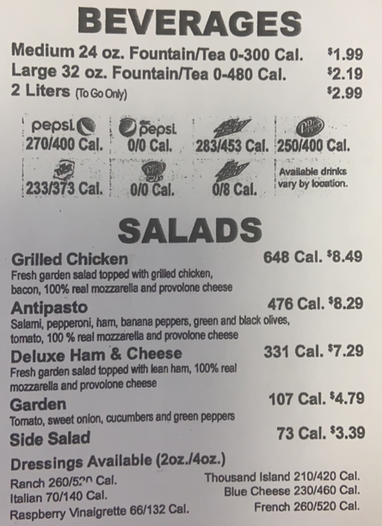 BEVERAGES
Medium 24 oz. Fountain/Tea 0-300 Cal. $1.99
Large 32 oz. Fountain/Tea 0-480 Cal. $2.19
2 Liters (To Go Only) $2.99
pepsi pepsi
270/400 Cal. 0/0 Cal. 283/453 Cal. 250/400 Cal.
Available drinks
vary by location.
233/373 Cal. 0/0 Cal. 0/8 Cal.
SALADS
Grilled Chicken 648 Cal. $8.49
Fresh garden salad topped with grilled chicken,
bacon, 100% real mozzarella and provolone cheese
Antipasto 476 Cal. $8.29
Salami, pepperoni, ham, banana peppers, green and black olives,
tomato, 100 % real mozzarella and provolone cheese
Deluxe Ham & Cheese 331 Cal. $7.29
Fresh garden salad topped with lean ham, 100% real
mozzarella and provolone cheese
Garden 107 Cal. $4.79
Tomato, sweet onion, cucumbers and green peppers
Side Salad 73 Cal. $3.39
Dressings Available (2oz./4oz.)
Ranch 260/520 Cal. Thousand Island 210/420 Cal.
Italian 70/140 Cal. Blue Cheese 230/460 Cal.
Raspberry Vinaigrette 66/132 Cal. French 260/520 Cal.